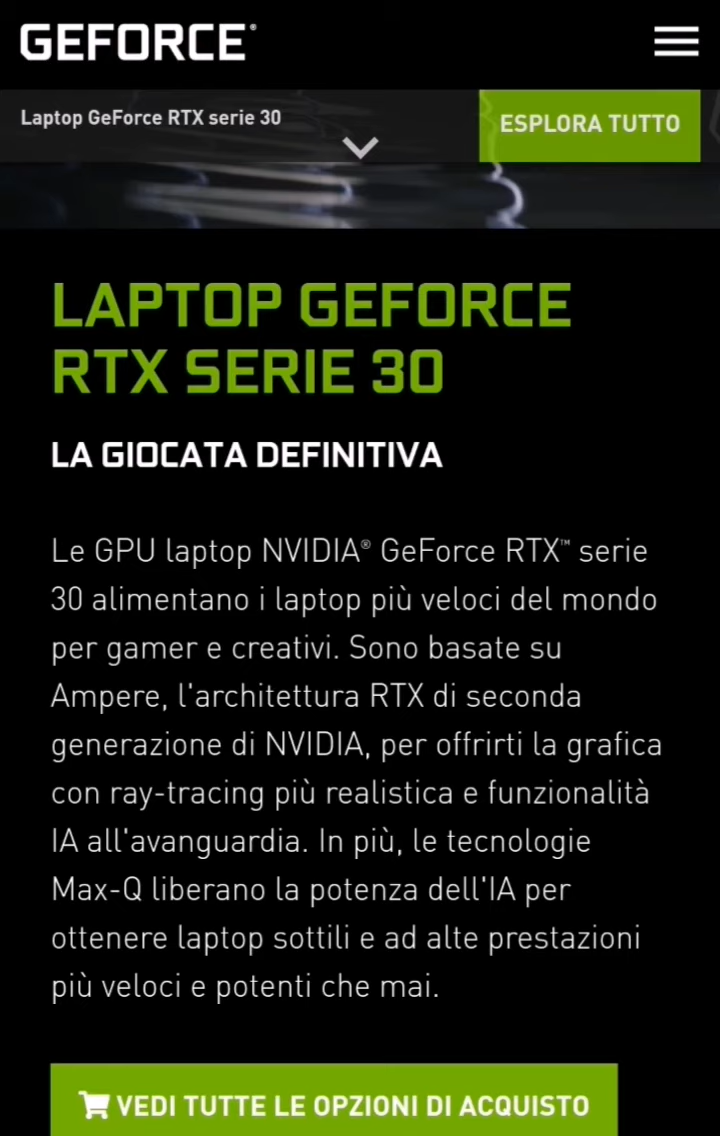 GEFORCE®
Laptop GeForce RTX serie 30
ESPLORA TUTTO
LAPTOP GEFORCE
RTX SERIE 30
LA GIOCATA DEFINITIVA
Le GPU laptop NVIDIA® GeForce RTX™ serie
30 alimentano i laptop più veloci del mondo
per gamer e creativi. Sono basate su
Ampere, l'architettura RTX di seconda
generazione di NVIDIA, per offrirti la grafica
con ray-tracing più realistica e funzionalità
IA all'avanguardia. In più, le tecnologie
Max-Q liberano la potenza dell'IA per
ottenere laptop sottili e ad alte prestazioni
più veloci e potenti che mai.
VEDI TUTTE LE OPZIONI DI ACQUISTO